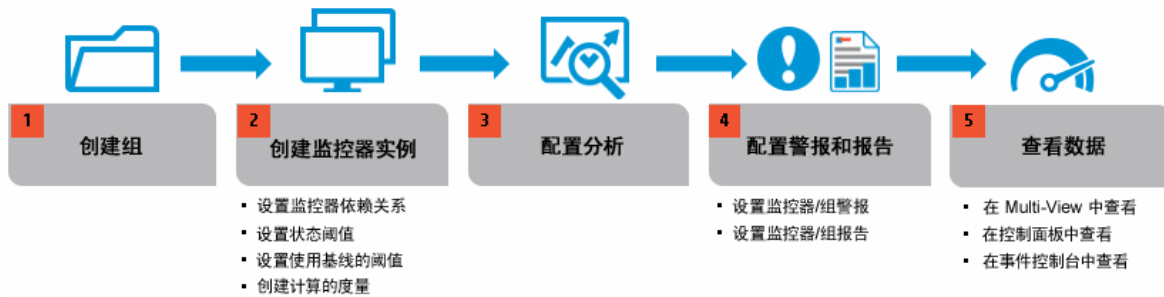 1
创建组
2
创建监控器实例
▪ 设置监控器依赖关系
▪ 设置状态阈值
▪ 设置使用基线的阈值
▪ 创建计算的度量
3
配置分析
4
配置警报和报告
▪ 设置监控器/组警报
▪ 设置监控器/组报告
5
查看数据
▪ 在 Multi-View 中查看
▪ 在控制面板中查看
▪ 在事件控制台中查看